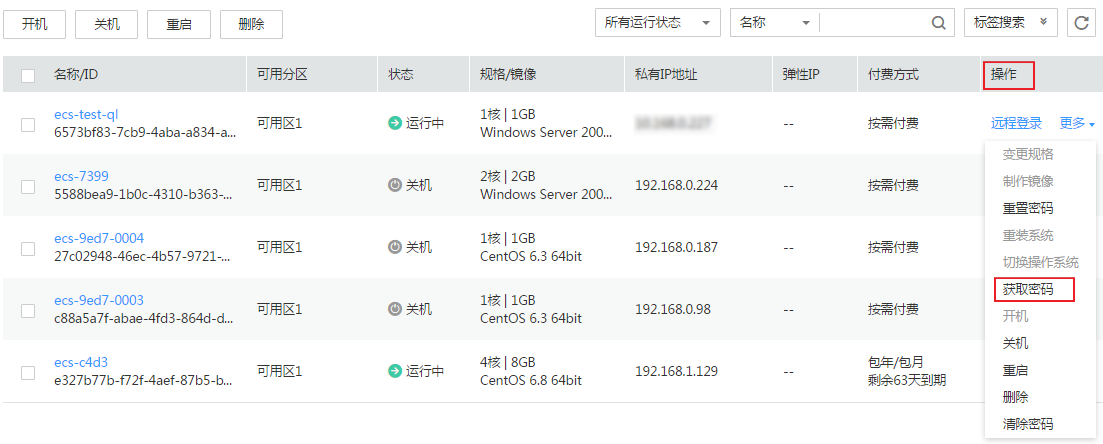 开机 关机 重启 删除 所有运行状态 名称 标签搜索
名称/ID 可用分区 状态 规格/镜像 私有IP地址 弹性IP 付费方式 操作
ecs-test-ql
6573bf83-7cb9-4aba-a834-a...
可用区1 运行中
1核 | 1GB
Windows Server 200...
-- 按需付费 远程登录 更多
ecs-7399
5588bea9-1b0c-4310-b363-...
可用区1 关机
2核 | 2GB
Windows Server 200...
192.168.0.224 -- 按需付费
ecs-9ed7-0004
27c02948-46ec-4b57-9721-...
可用区1 关机
1核 | 1GB
CentOS 6.3 64bit
192.168.0.187 -- 按需付费
ecs-9ed7-0003
c88a5a7f-abae-4fd3-864d-d...
可用区1 关机
1核 | 1GB
CentOS 6.3 64bit
192.168.0.98 -- 按需付费
ecs-c4d3
e327b77b-f72f-4aef-87b5-b...
可用区1 运行中
4核 | 8GB
CentOS 6.8 64bit
192.168.1.129 --
包年/包月
剩余63天到期
变更规格
制作镜像
重置密码
重装系统
切换操作系统
获取密码
开机
关机
重启
删除
清除密码